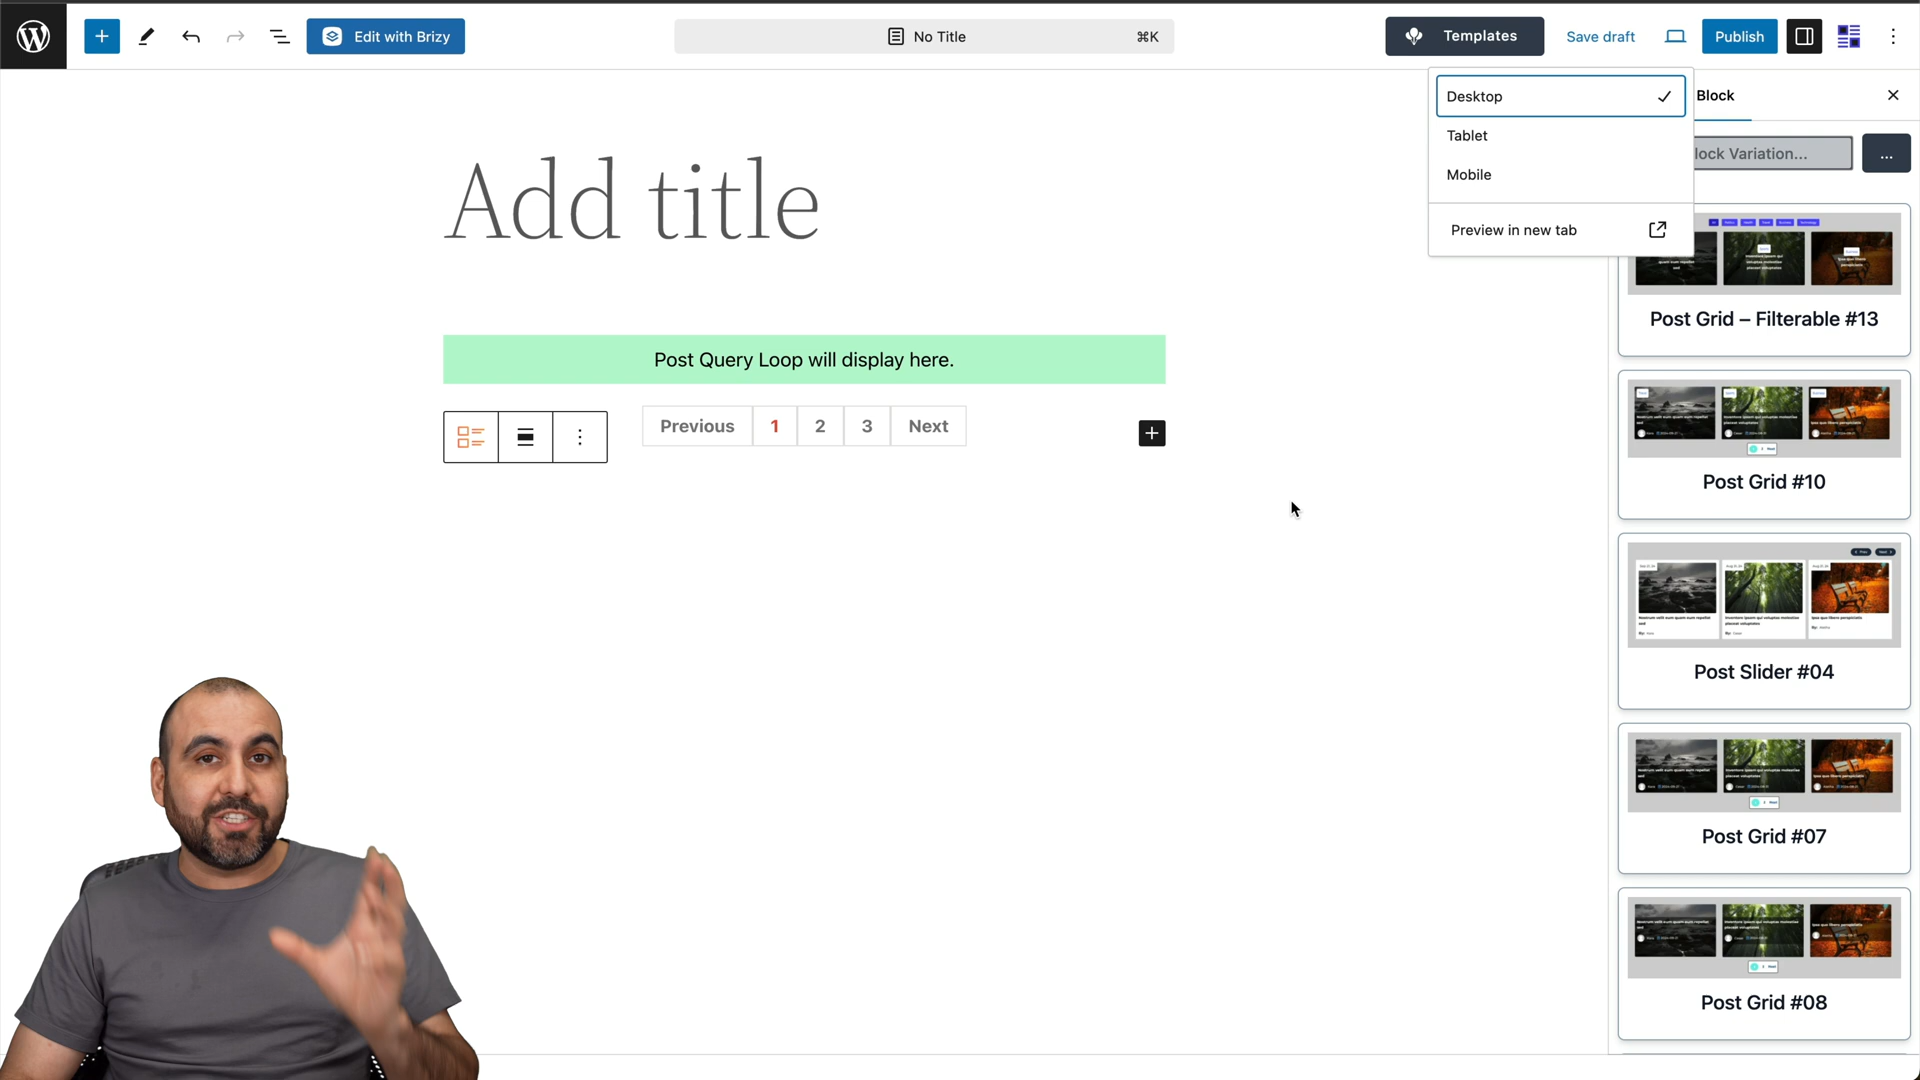 Edit with Brizy
No Title
⌘K
Templates
Save draft
Publish
Desktop
Tablet
Mobile
Preview in new tab
Block
lock Variation...
...
Add title
Post Query Loop will display here.
Previous
1
2
3
Next
Post Grid – Filterable #13
Post Grid #10
Post Slider #04
Post Grid #07
Post Grid #08